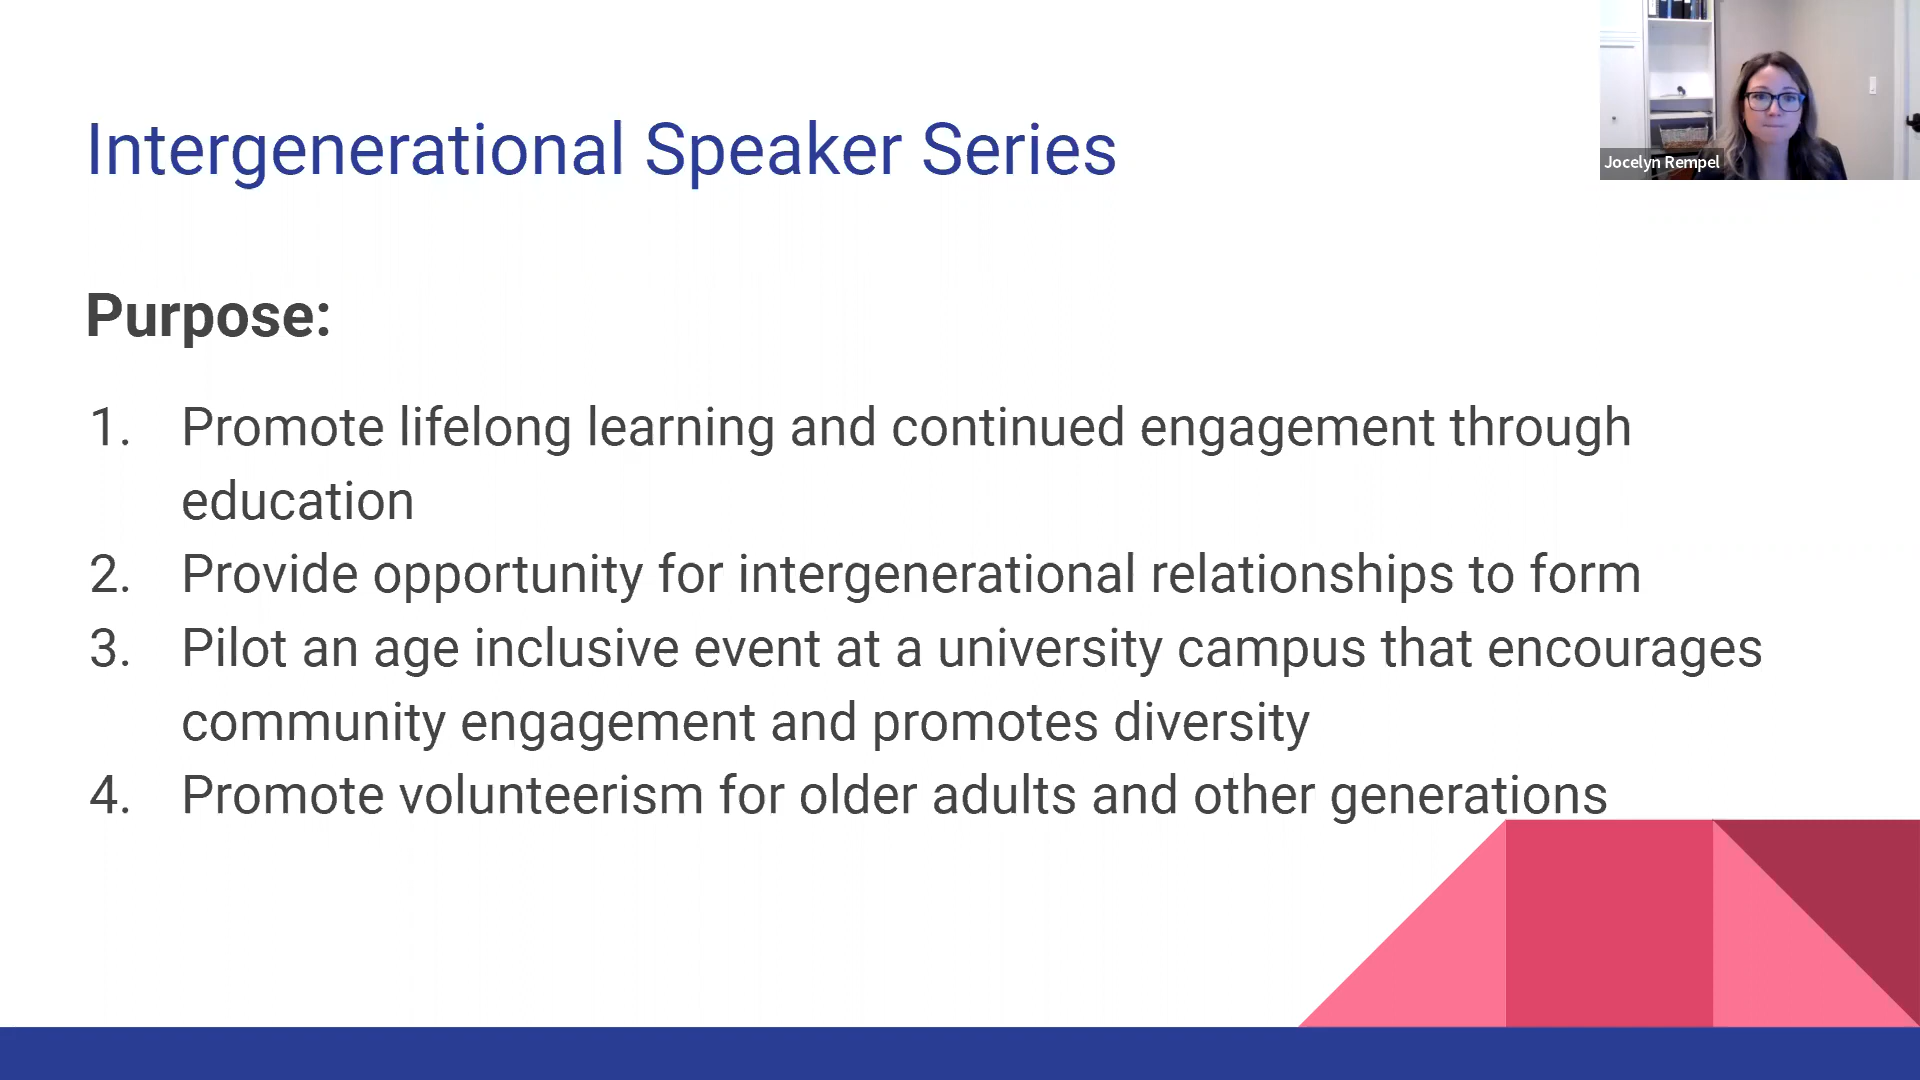 Intergenerational Speaker Series
Jocelyn Rempel
Purpose:
1. Promote lifelong learning and continued engagement through
education
2. Provide opportunity for intergenerational relationships to form
3. Pilot an age inclusive event at a university campus that encourages
community engagement and promotes diversity
4. Promote volunteerism for older adults and other generations